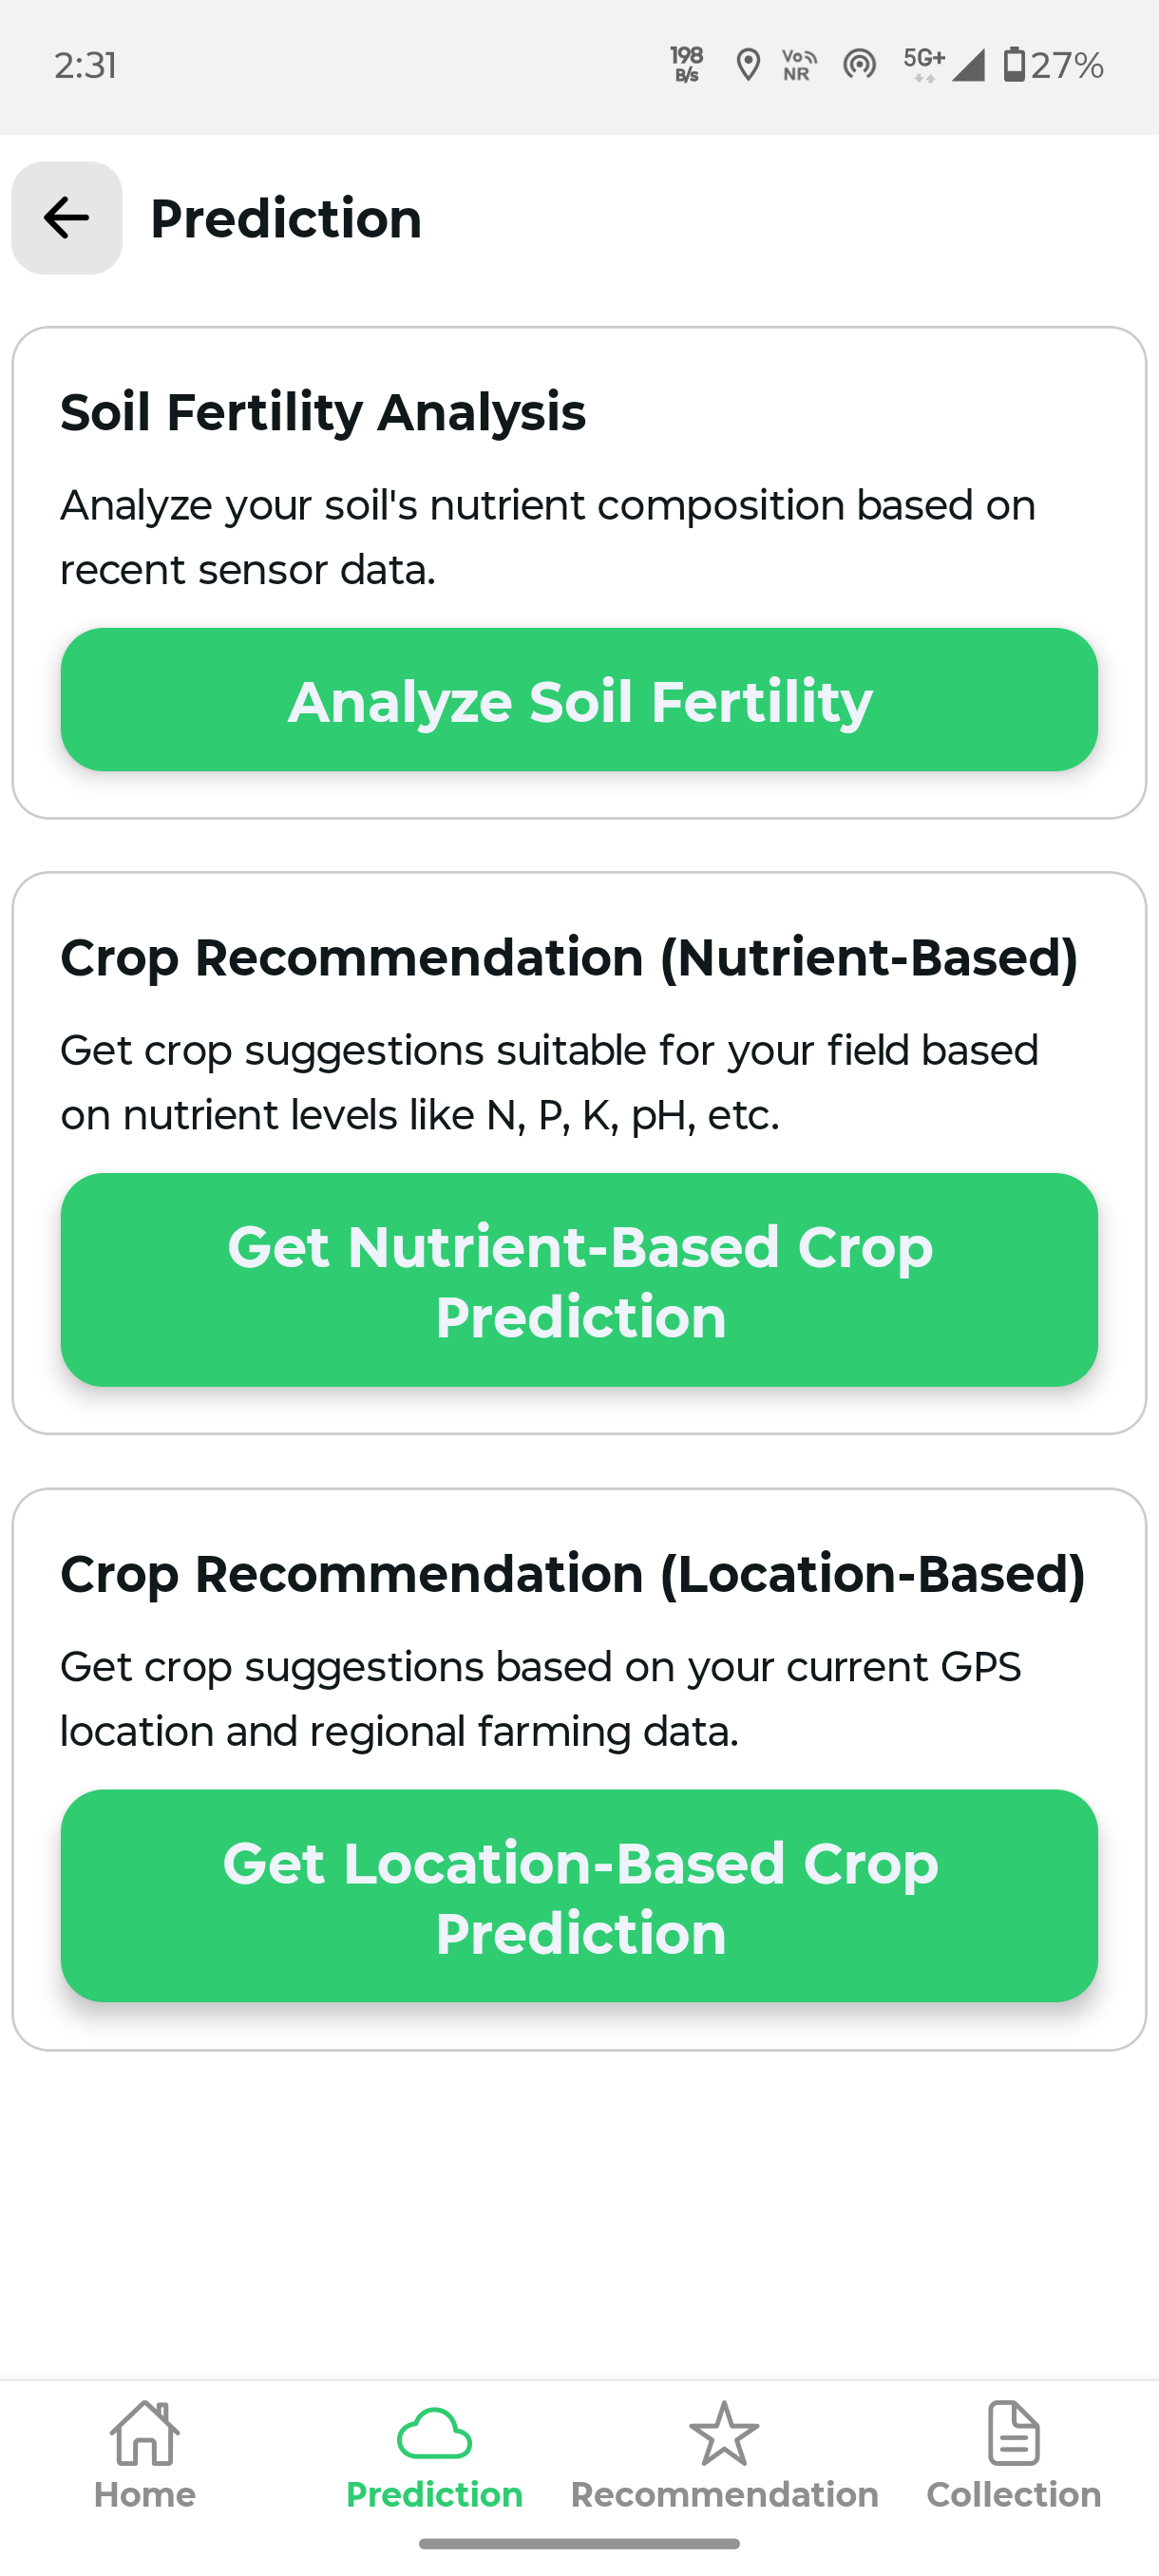 2:31
198
B/s
Vo
NR
5G+
27%
Prediction
Soil Fertility Analysis
Analyze your soil's nutrient composition based on
recent sensor data.
Analyze Soil Fertility
Crop Recommendation (Nutrient-Based)
Get crop suggestions suitable for your field based
on nutrient levels like N, P, K, pH, etc.
Get Nutrient-Based Crop
Prediction
Crop Recommendation (Location-Based)
Get crop suggestions based on your current GPS
location and regional farming data.
Get Location-Based Crop
Prediction
Home
Prediction
Recommendation
Collection